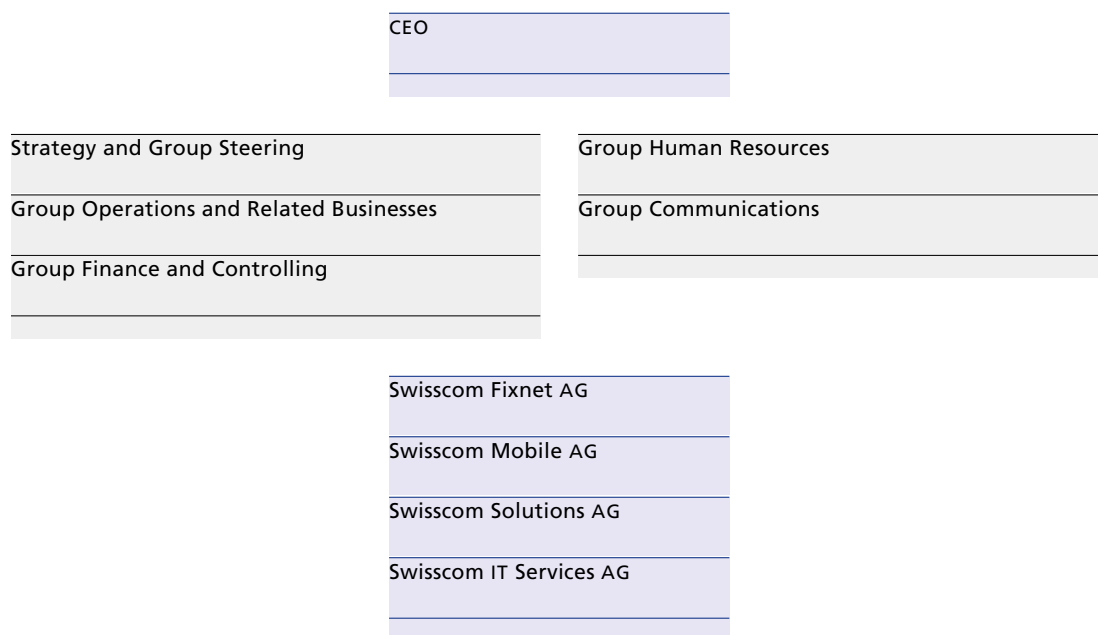 CEO
Strategy and Group Steering
Group Operations and Related Businesses
Group Finance and Controlling
Group Human Resources
Group Communications
Swisscom Fixnet AG
Swisscom Mobile AG
Swisscom Solutions AG
Swisscom IT Services AG